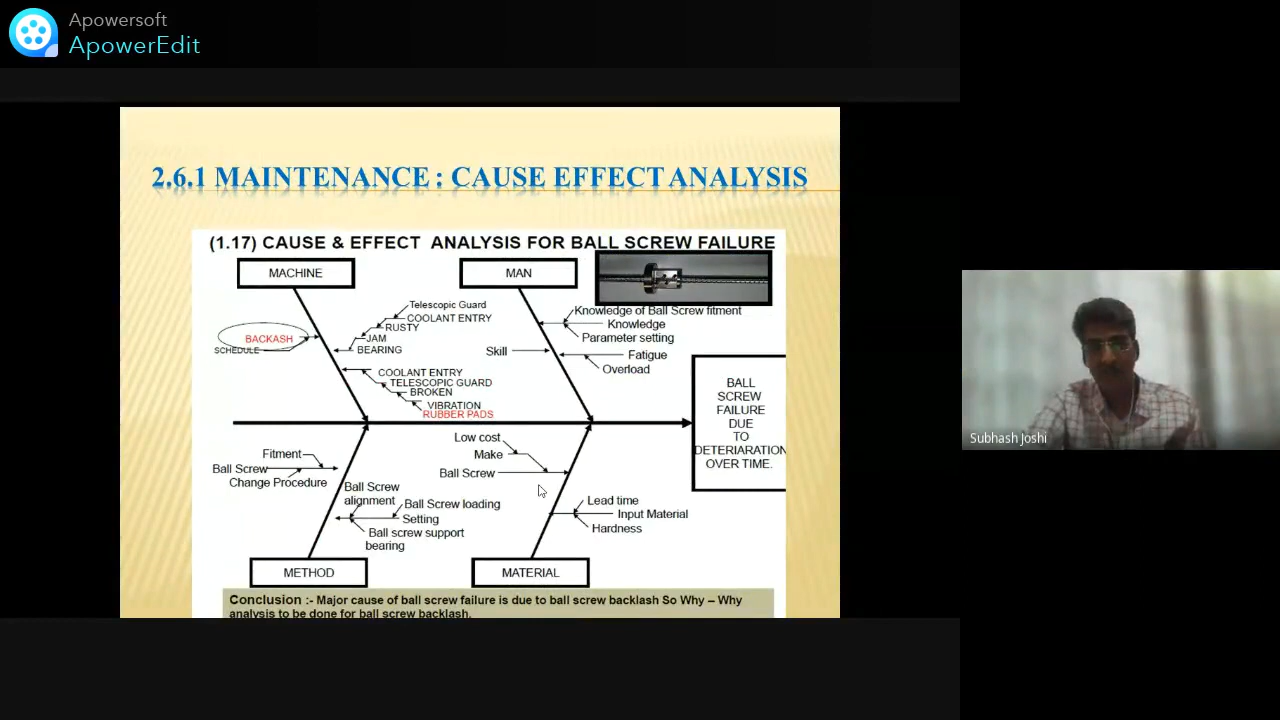 Apowersoft
ApowerEdit
2.6.1 MAINTENANCE : CAUSE EFFECT ANALYSIS
(1.17) CAUSE & EFFECT ANALYSIS FOR BALL SCREW FAILURE
MACHINE
MAN
Telescopic Guard
COOLANT ENTRY
RUSTY
JAM
BEARING
BACKASH
SCHEDULE
COOLANT ENTRY
TELESCOPIC GUARD
BROKEN
VIBRATION
RUBBER PADS
Knowledge of Ball Screw fitment
Knowledge
Parameter setting
Skill
Fatigue
Overload
BALL
SCREW
FAILURE
DUE
TO
DETERIARATION
OVER TIME.
Fitment
Ball Screw
Change Procedure
Ball Screw
alignment
Ball Screw loading
Setting
Ball screw support
bearing
Low cost
Make
Ball Screw
Lead time
Input Material
Hardness
METHOD
MATERIAL
Conclusion :- Major cause of ball screw failure is due to ball screw backlash So Why – Why
analysis to be done for ball screw backlash.
Subhash Joshi